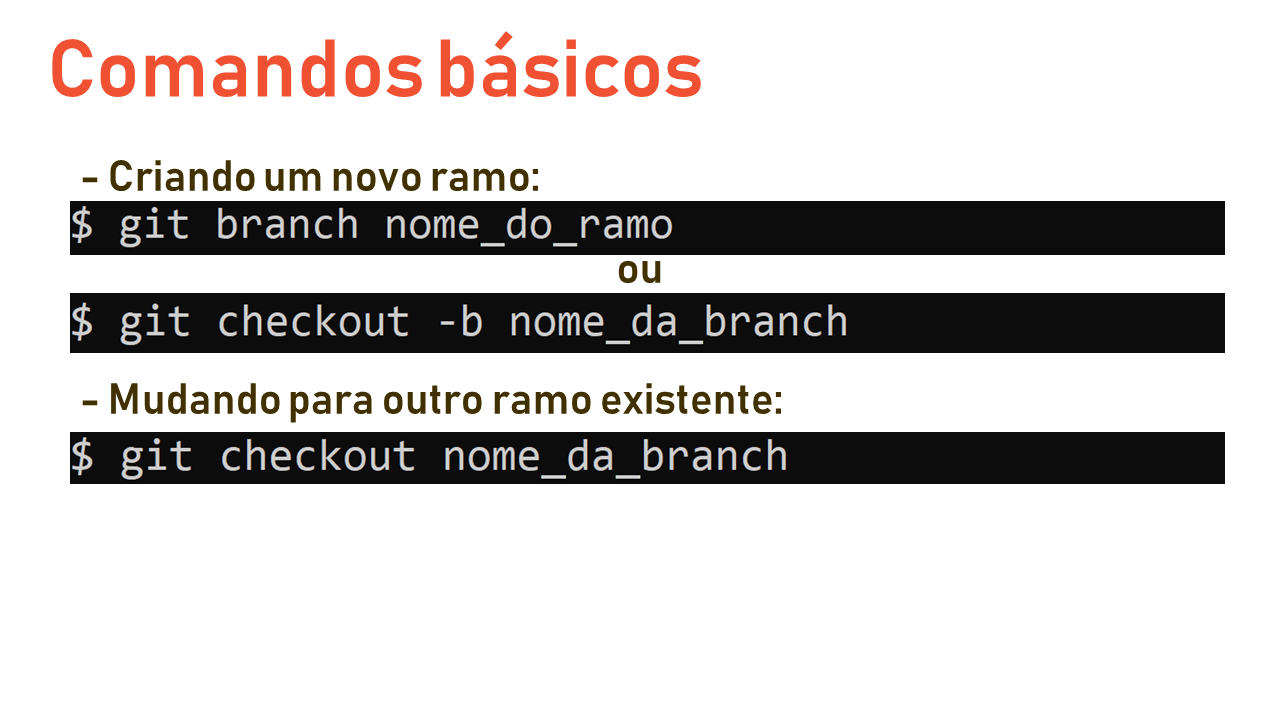 Comandos básicos
- Criando um novo ramo:
$ git branch nome_do_ramo
ou
$ git checkout -b nome_da_branch
- Mudando para outro ramo existente:
$ git checkout nome_da_branch